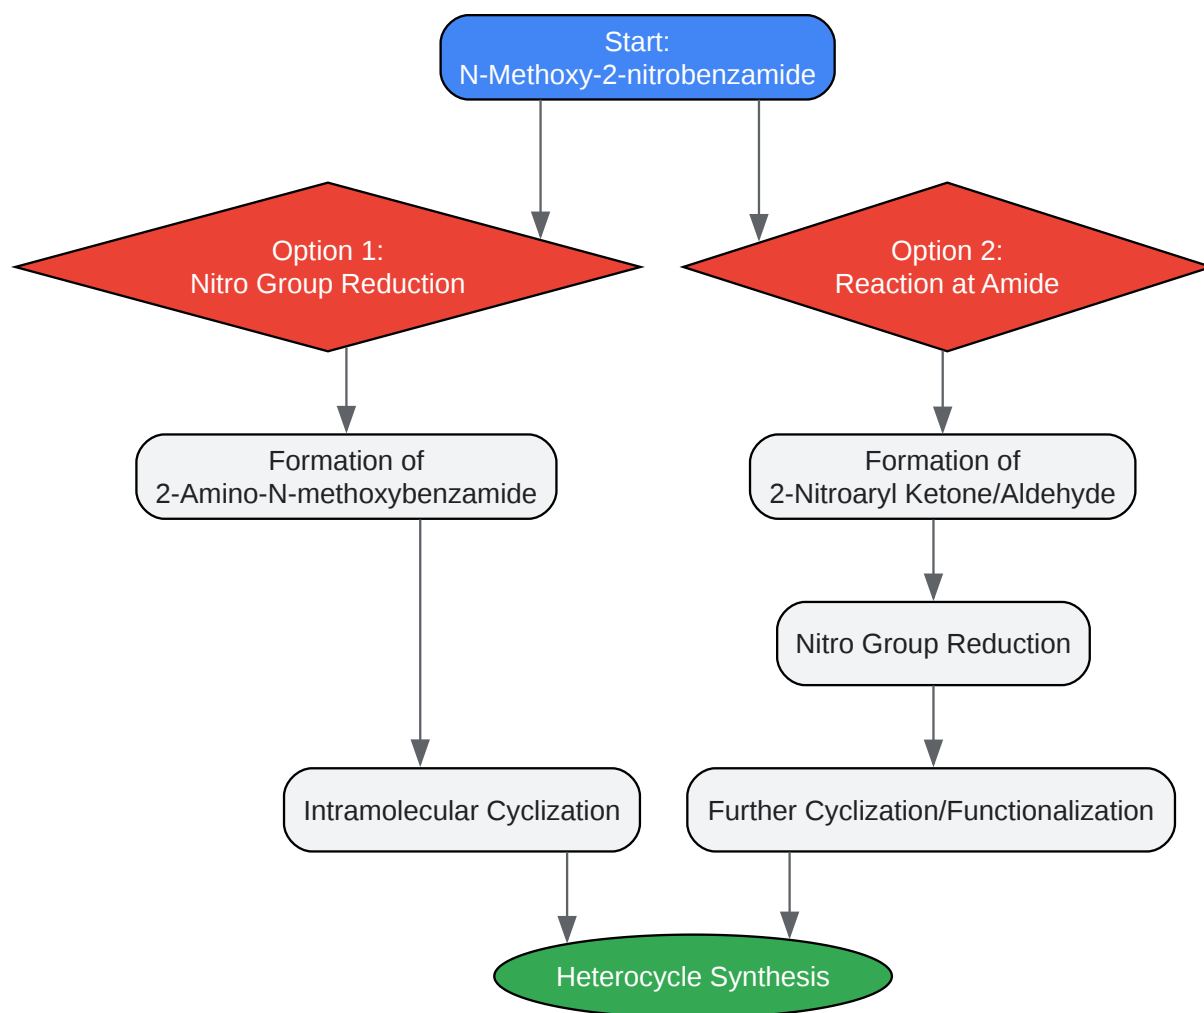 Start:
N-Methoxy-2-nitrobenzamide
Option 1:
Nitro Group Reduction
Option 2:
Reaction at Amide
Formation of
2-Amino-N-methoxybenzamide
Formation of
2-Nitroaryl Ketone/Aldehyde
Nitro Group Reduction
Intramolecular Cyclization
Further Cyclization/Functionalization
Heterocycle Synthesis